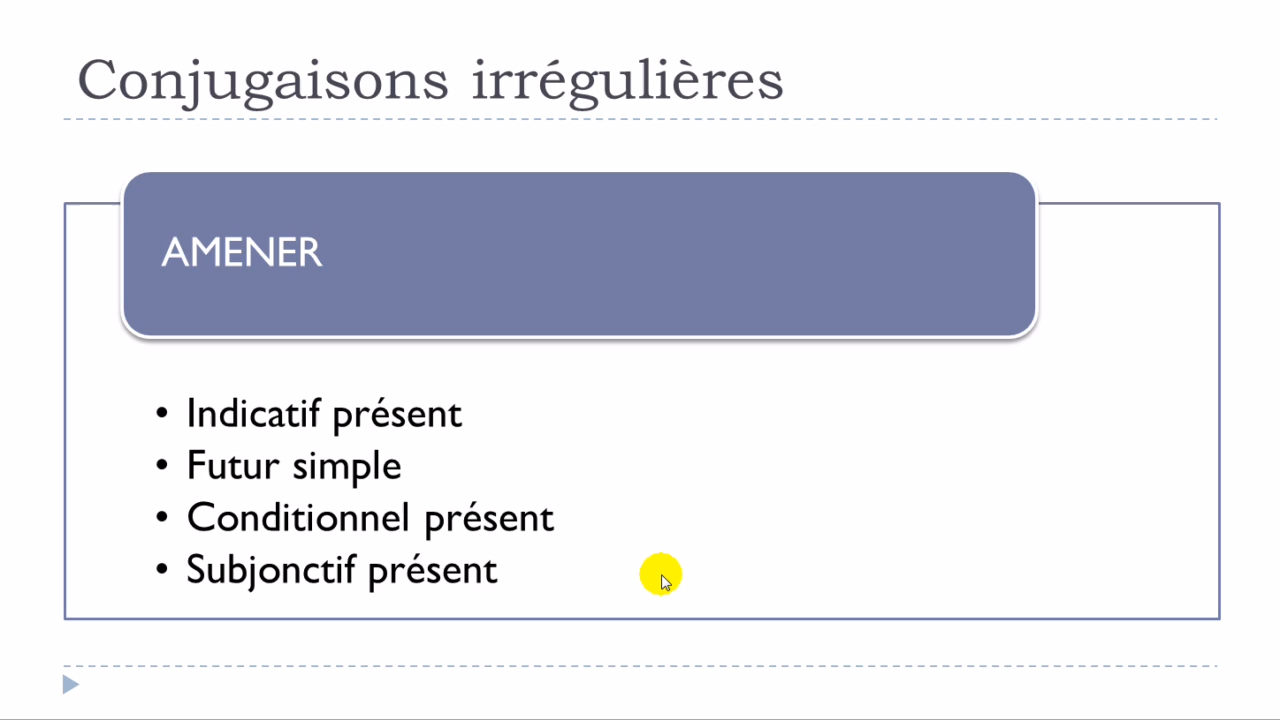 Conjugaisons irrégulières
AMENER
• Indicatif présent
• Futur simple
• Conditionnel présent
• Subjonctif présent